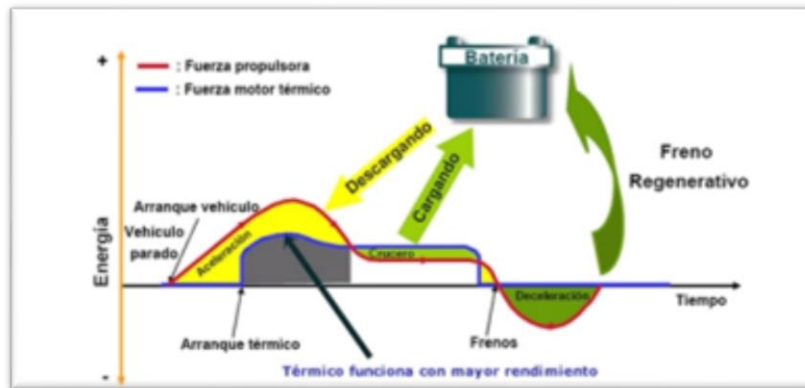 +
: Fuerza propulsora
: Fuerza motor térmico
Batería
Descargando
Cargando
Freno
Regenerativo
Arranque vehículo
Vehículo
parado
Energía
Aceleración
Crucero
Deceleración
Tiempo
Arranque térmico
Frenos
-
Térmico funciona con mayor rendimiento